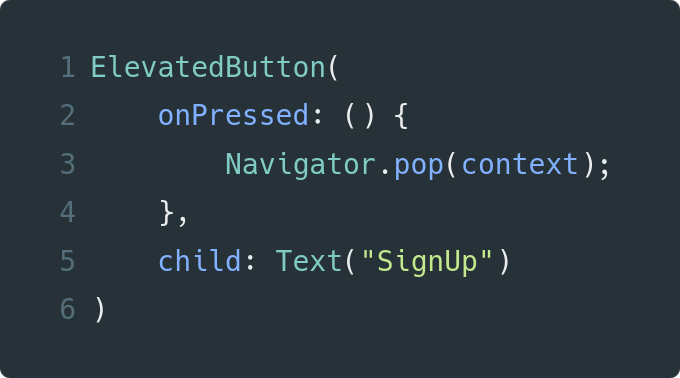 1 ElevatedButton(
2     onPressed: () {
3         Navigator.pop(context);
4     },
5     child: Text("SignUp")
6 )